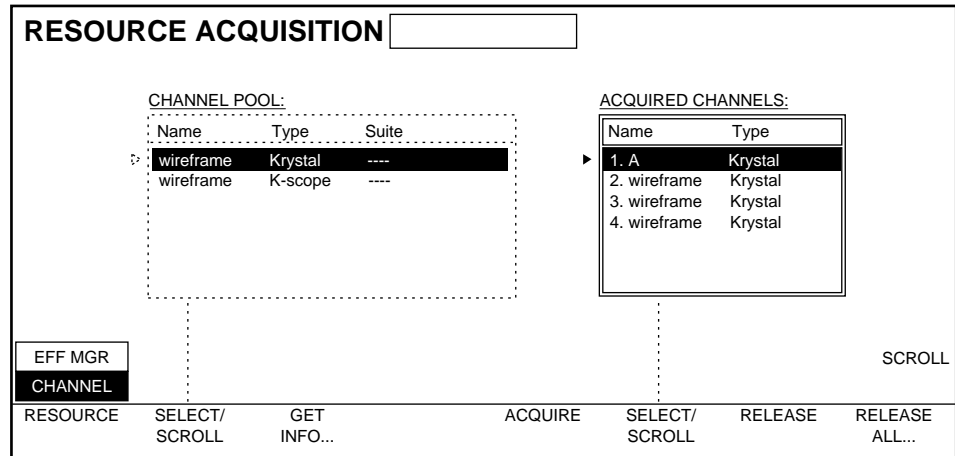 RESOURCE ACQUISITION
CHANNEL POOL:
Name Type Suite
wireframe Krystal ----
wireframe K-scope ----
ACQUIRED CHANNELS:
Name Type
1. A Krystal
2. wireframe Krystal
3. wireframe Krystal
4. wireframe Krystal
EFF MGR
CHANNEL
SCROLL
RESOURCE
SELECT/
SCROLL
GET
INFO...
ACQUIRE
SELECT/
SCROLL
RELEASE
RELEASE
ALL...